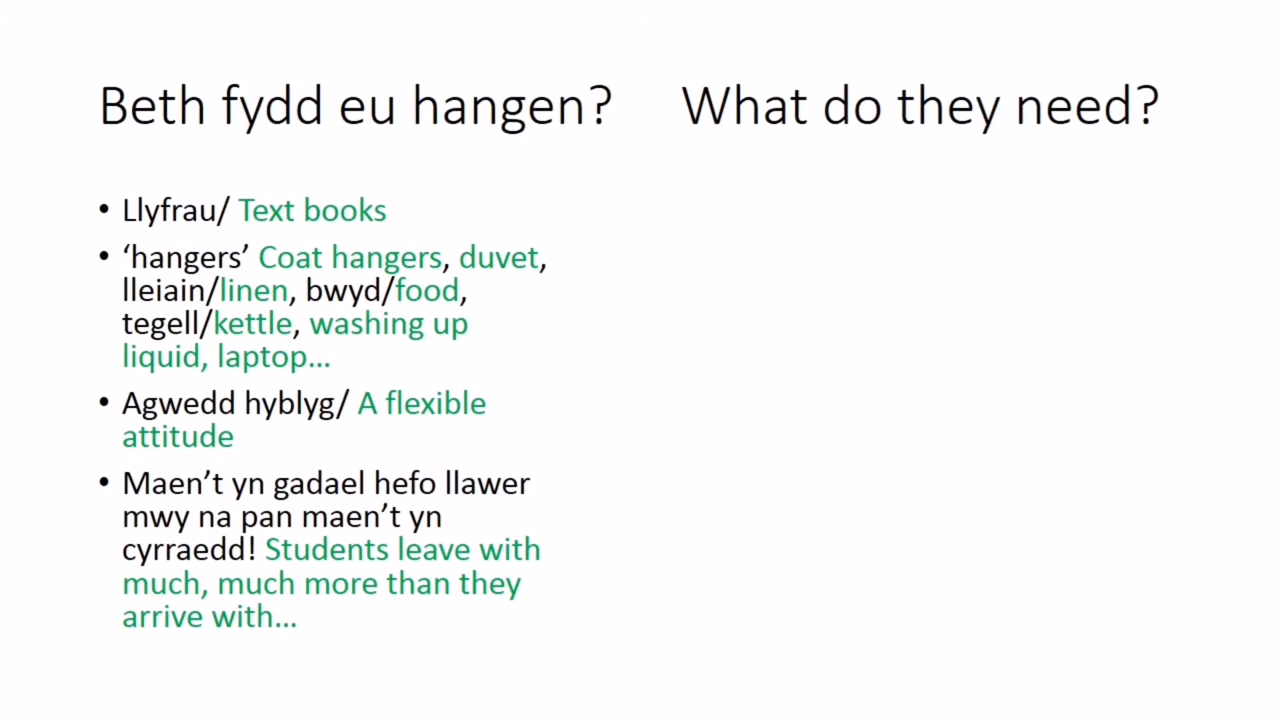 Beth fydd eu hangen? What do they need?
• Llyfrau/ Text books
• ‘hangers’ Coat hangers, duvet,
lleiain/linen, bwyd/food,
tegell/kettle, washing up
liquid, laptop…
• Agwedd hyblyg/ A flexible
attitude
• Maen’t yn gadael hefo llawer
mwy na pan maen’t yn
cyrraedd! Students leave with
much, much more than they
arrive with…